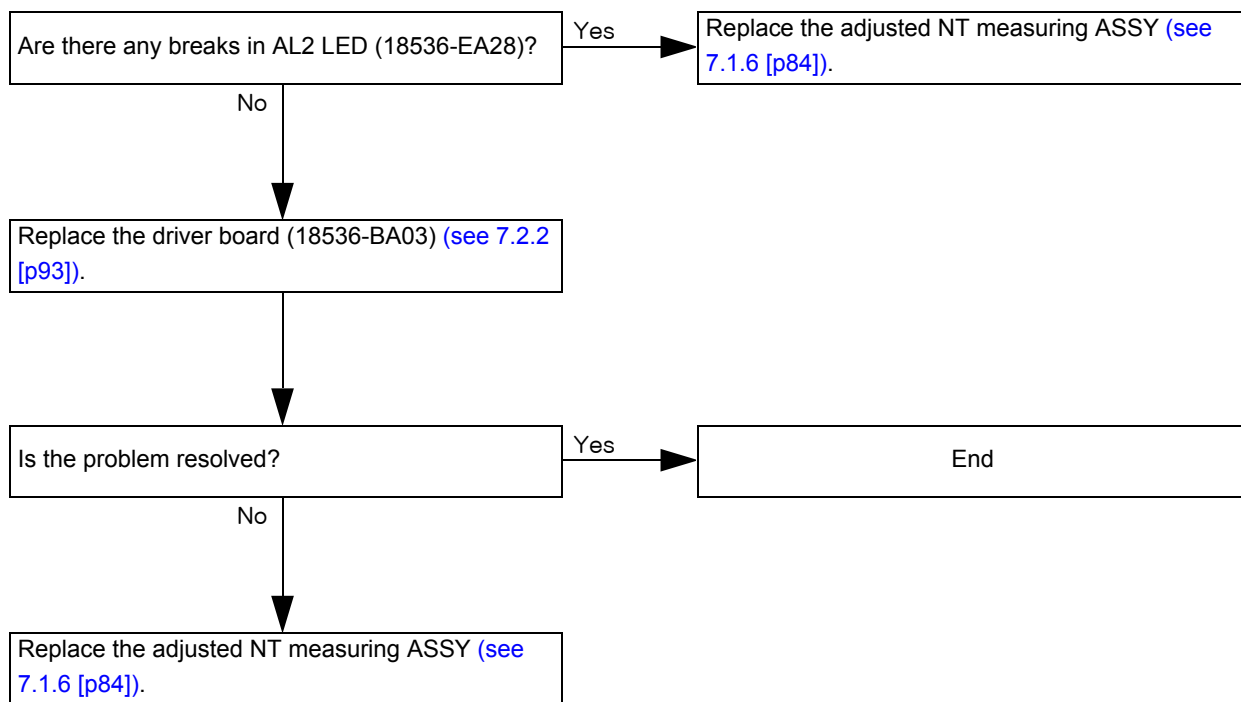 Are there any breaks in AL2 LED (18536-EA28)?
Yes
Replace the adjusted NT measuring ASSY (see
7.1.6 [p84]).
No
Replace the driver board (18536-BA03) (see 7.2.2
[p93]).
Is the problem resolved?
Yes
End
No
Replace the adjusted NT measuring ASSY (see
7.1.6 [p84]).